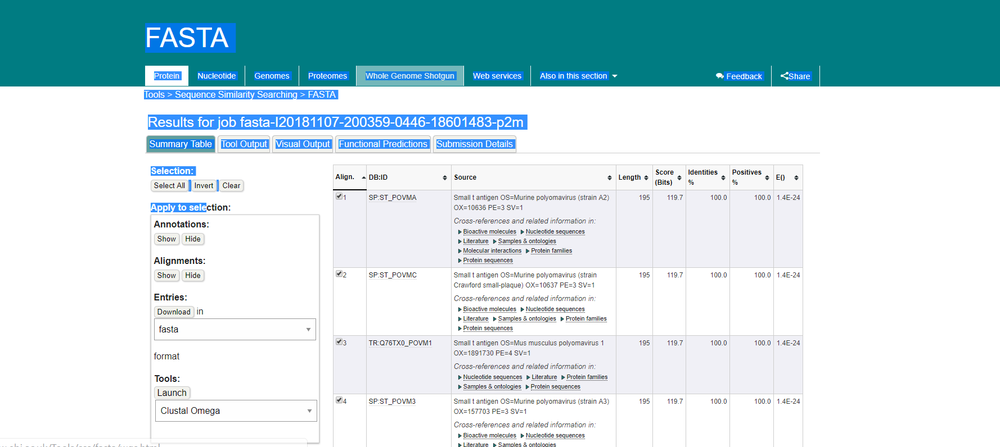 FASTA
Protein Nucleotide Genomes Proteomes Whole Genome Shotgun Web services Also in this section Feedback Share
Tools > Sequence Similarity Searching > FASTA
Results for job fasta-I20181107-200359-0446-18601483-p2m
Summary Table Tool Output Visual Output Functional Predictions Submission Details
Selection:
Select All Invert Clear
Apply to selection:
Annotations:
Show Hide
Alignments:
Show Hide
Entries:
Download in
fasta
format
Tools:
Launch
Clustal Omega
Align. DB:ID Source Length Score (Bits) Identities % Positives % E()
1 SP:ST_POVMA Small t antigen OS=Murine polyomavirus (strain A2) 195 119.7 100.0 100.0 1.4E-24
OX=10636 PE=3 SV=1
Cross-references and related information in:
Bioactive molecules Nucleotide sequences
Literature Samples & ontologies
Molecular interactions Protein families
Protein sequences
2 SP:ST_POVMC Small t antigen OS=Murine polyomavirus (strain 195 119.7 100.0 100.0 1.4E-24
Crawford small-plaque) OX=10637 PE=3 SV=1
Cross-references and related information in:
Bioactive molecules Nucleotide sequences
Literature Samples & ontologies Protein families
Protein sequences
3 TR:Q76TX0_POVM1 Small t antigen OS=Mus musculus polyomavirus 1 195 119.7 100.0 100.0 1.4E-24
OX=1891730 PE=4 SV=1
Cross-references and related information in:
Nucleotide sequences Literature Protein families
Samples & ontologies Protein sequences
4 SP:ST_POVM3 Small t antigen OS=Murine polyomavirus (strain A3) 195 119.7 100.0 100.0 1.4E-24
OX=157703 PE=3 SV=1
Cross-references and related information in:
Bioactive molecules Nucleotide sequences
Literature Samples & ontologies